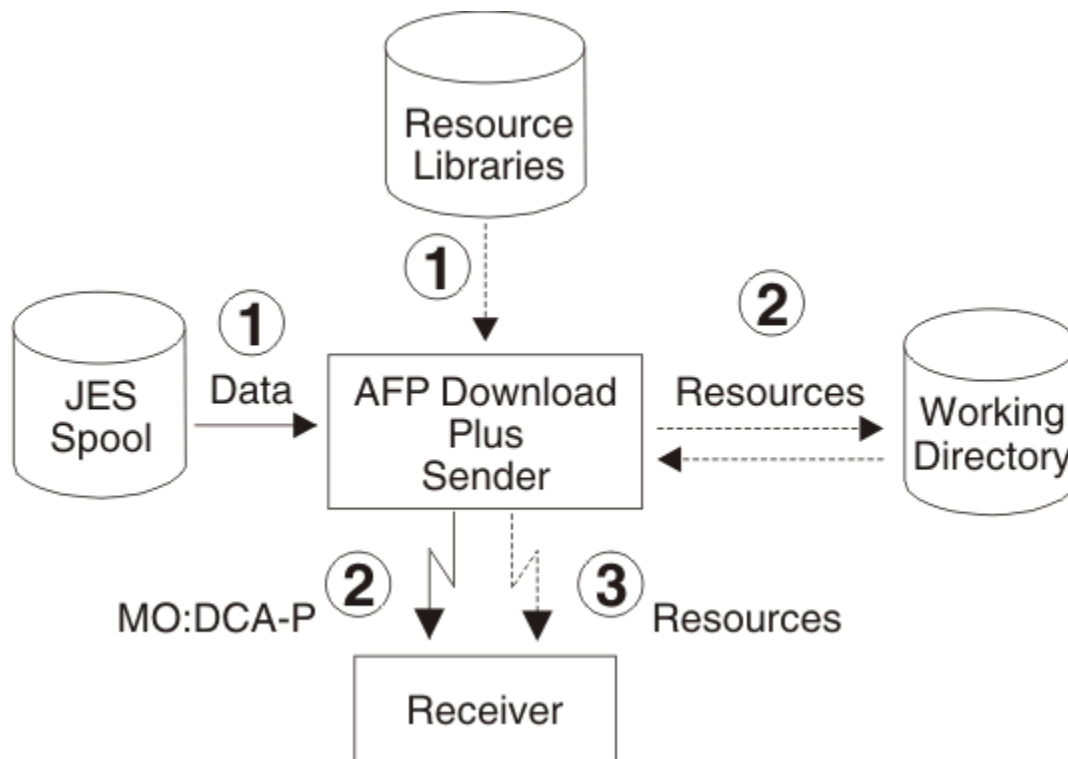 Resource
Libraries
1
1
2
JES
Spool
Data
AFP Download
Plus
Sender
Resources
Working
Directory
2
3
MO:DCA-P
Resources
Receiver